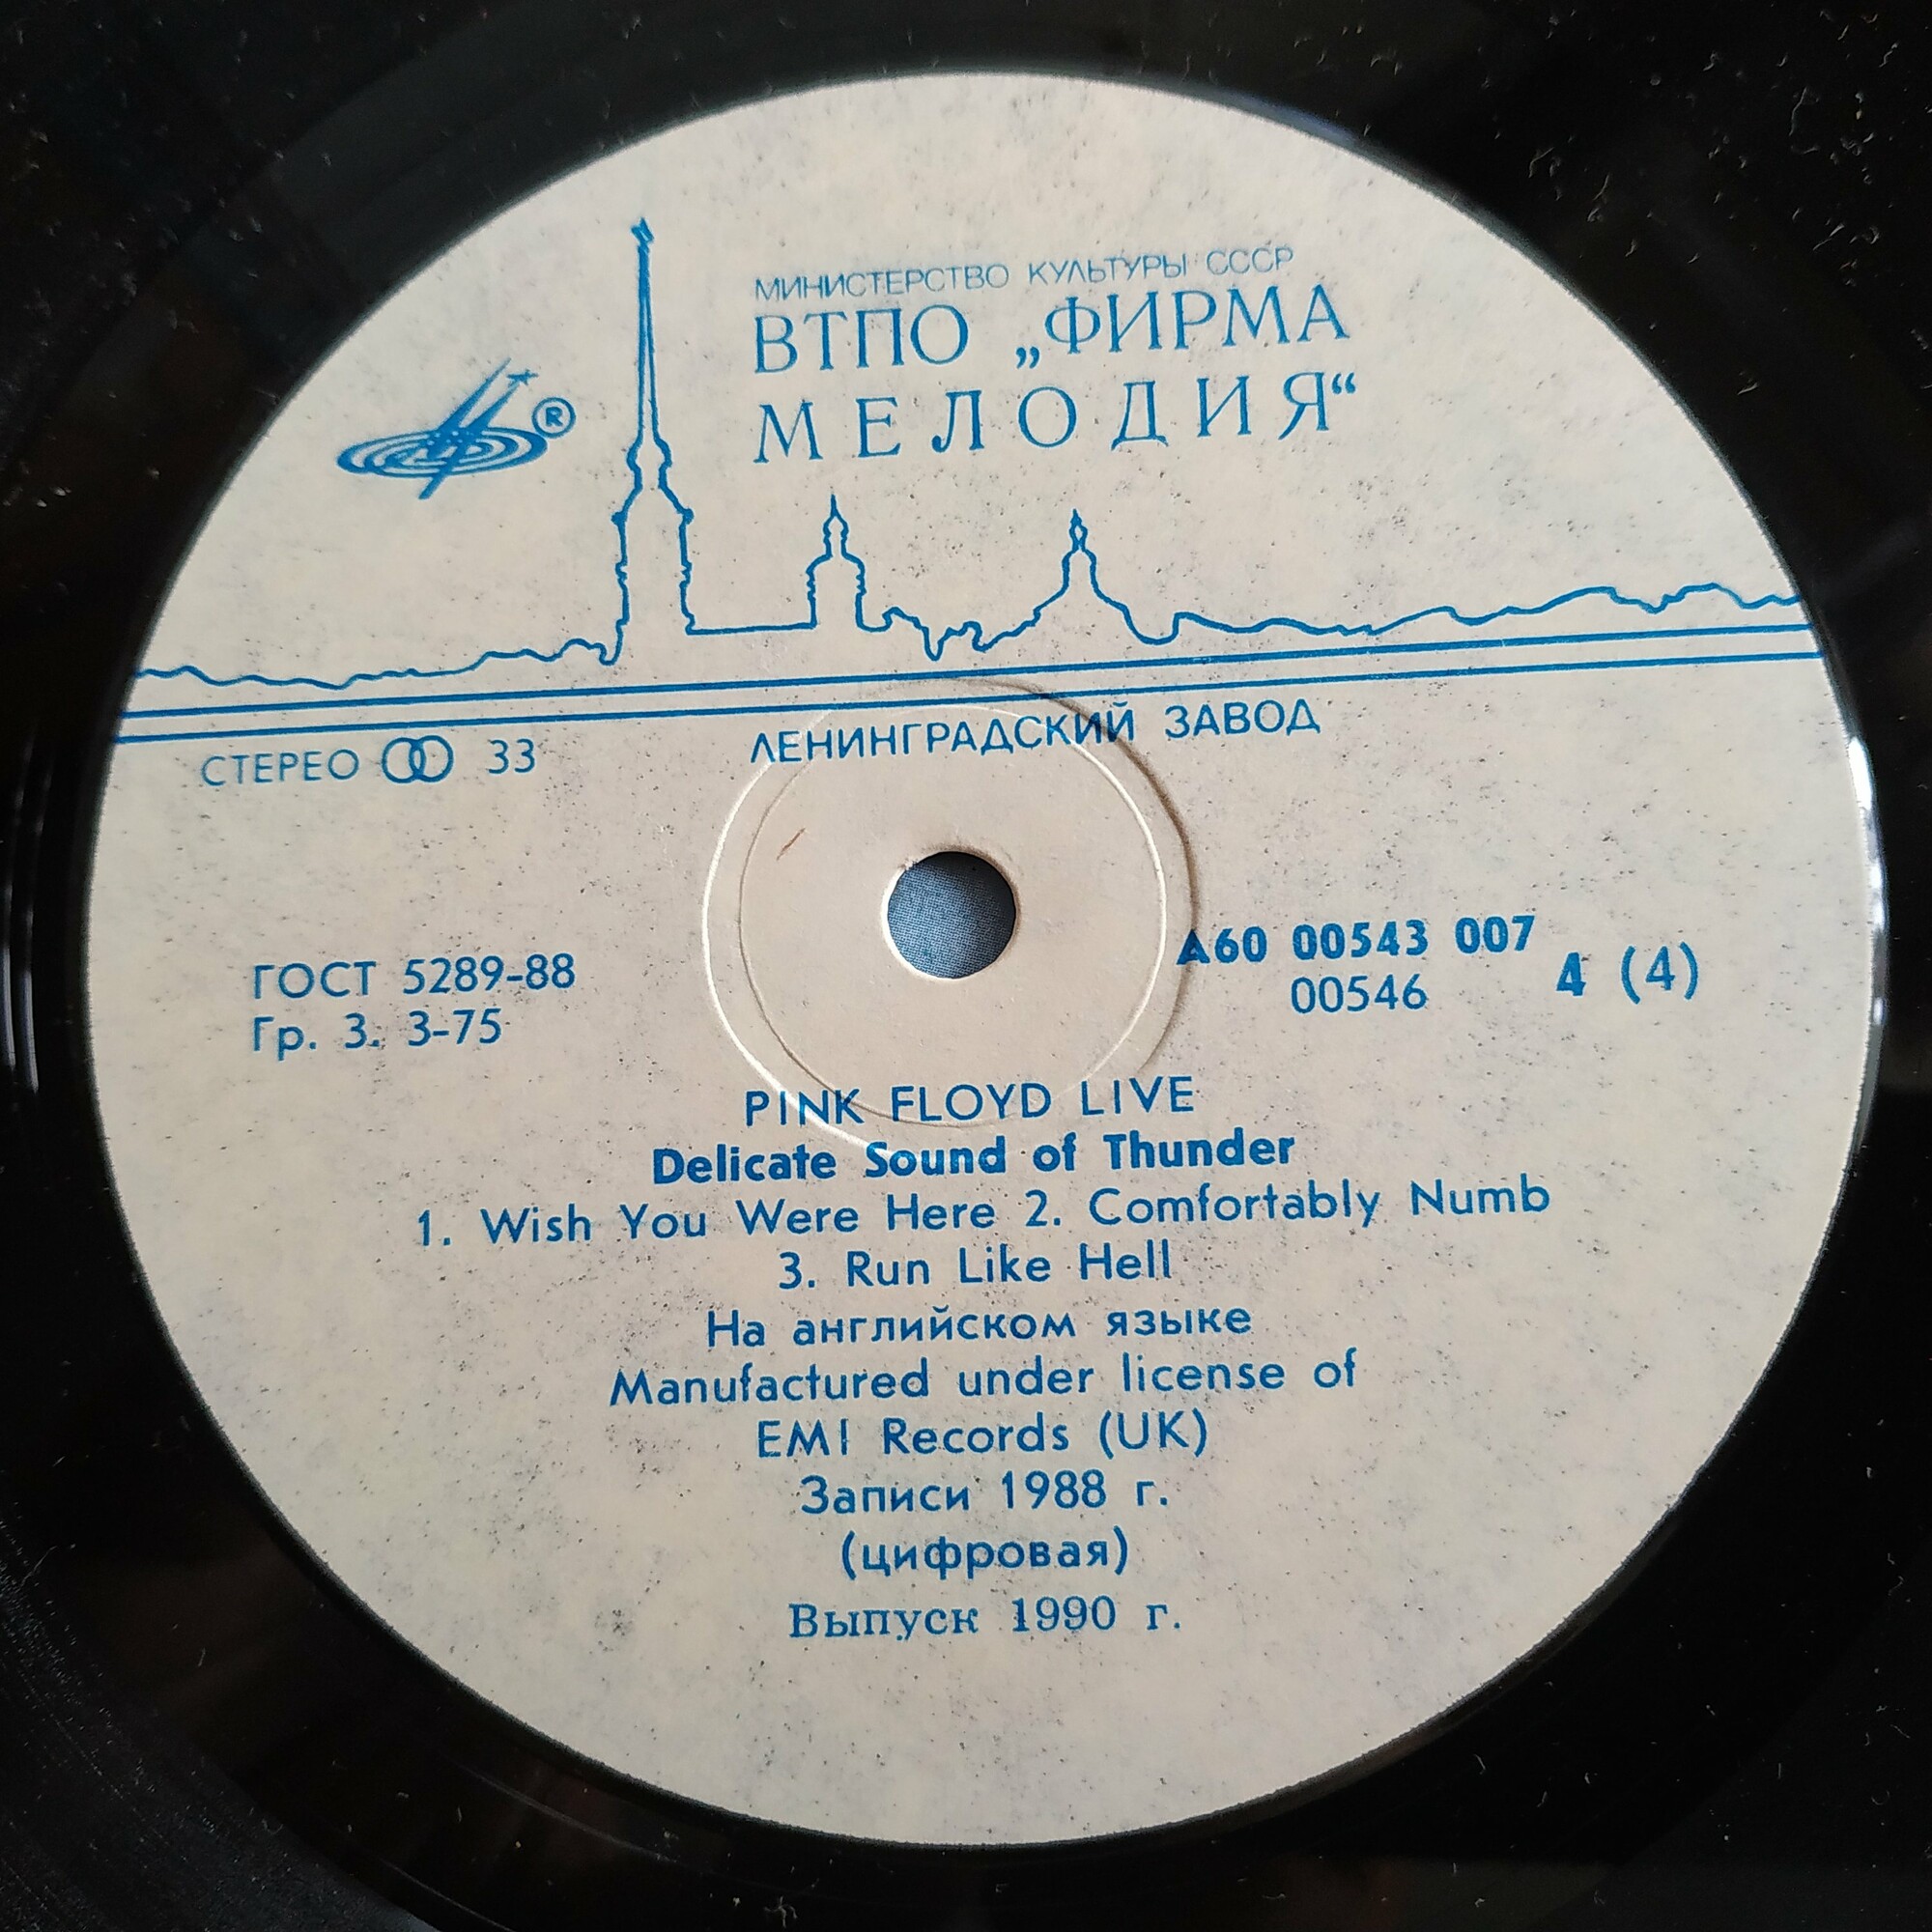 МИНИСТЕРСТВО КУЛЬТУРЫ СССР
ВТПО „ФИРМА
МЕЛОДИЯ“
®
ЛЕНИНГРАДСКИЙ ЗАВОД
СТЕРЕО 33
ГОСТ 5289-88
Гр. 3. 3-75
А60 00543 007
00546
4 (4)
PINK FLOYD LIVE
Delicate Sound of Thunder
1. Wish You Were Here 2. Comfortably Numb
3. Run Like Hell
На английском языке
Manufactured under license of
EMI Records (UK)
Записи 1988 г.
(цифровая)
Выпуск 1990 г.